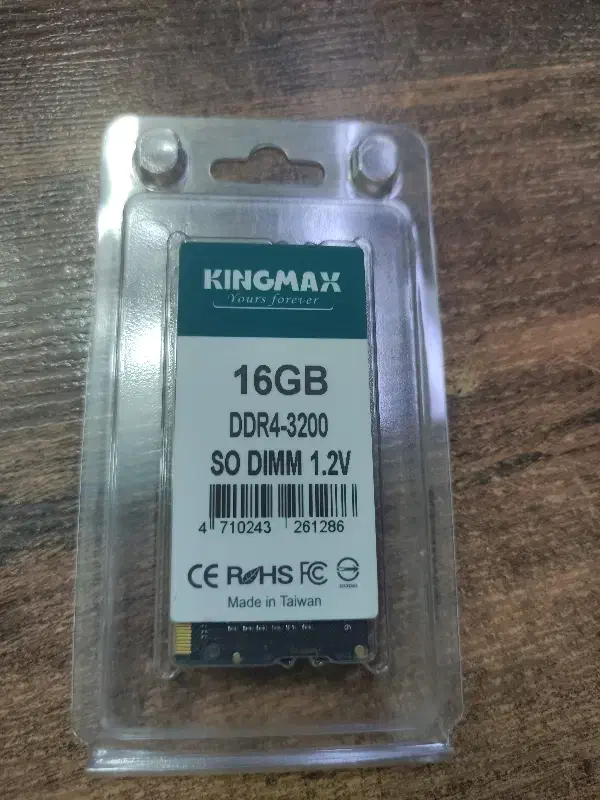 KINGMAX
Yours forever
16GB
DDR4-3200
SO DIMM 1.2V
4 710243 261286
CE RoHS FC
Made in Taiwan